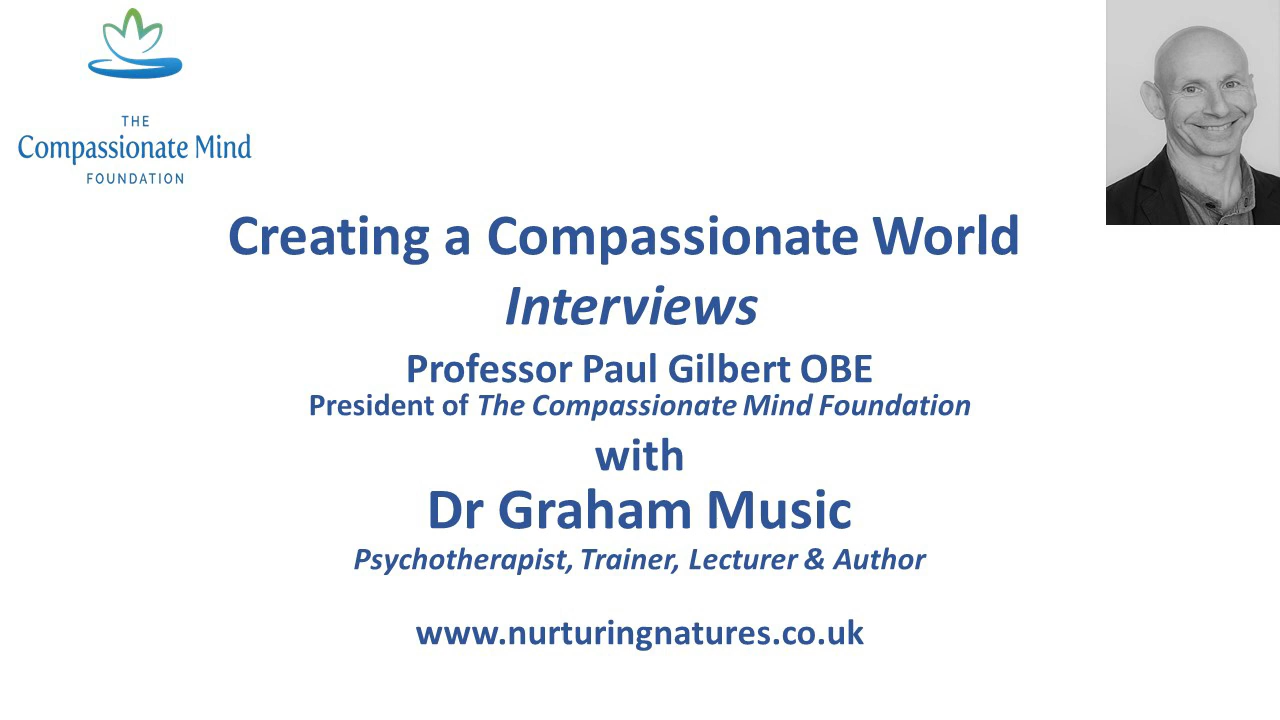 THE
Compassionate Mind
FOUNDATION
Creating a Compassionate World
Interviews
Professor Paul Gilbert OBE
President of The Compassionate Mind Foundation
with
Dr Graham Music
Psychotherapist, Trainer, Lecturer & Author
www.nurturingnatures.co.uk